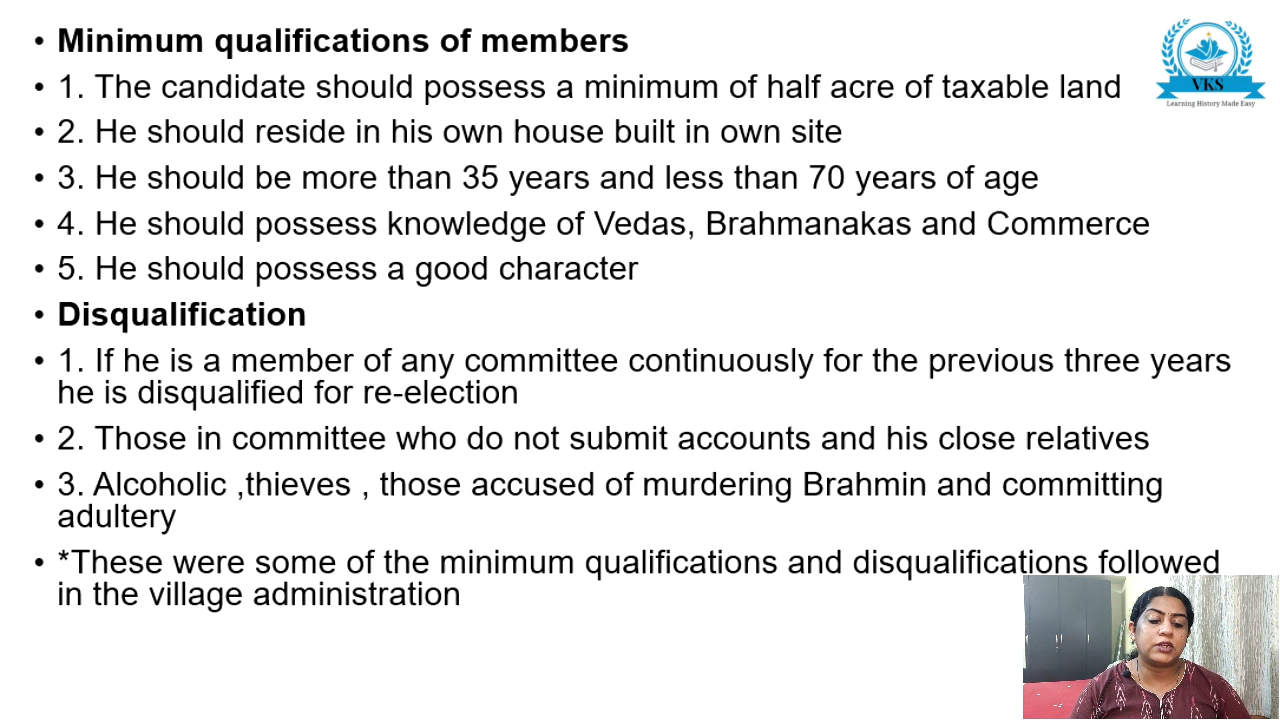 • Minimum qualifications of members
• 1. The candidate should possess a minimum of half acre of taxable land
• 2. He should reside in his own house built in own site
• 3. He should be more than 35 years and less than 70 years of age
• 4. He should possess knowledge of Vedas, Brahmanakas and Commerce
• 5. He should possess a good character
• Disqualification
• 1. If he is a member of any committee continuously for the previous three years
he is disqualified for re-election
• 2. Those in committee who do not submit accounts and his close relatives
• 3. Alcoholic ,thieves , those accused of murdering Brahmin and committing
adultery
• *These were some of the minimum qualifications and disqualifications followed
in the village administration
VKS
Learning History Made Easy